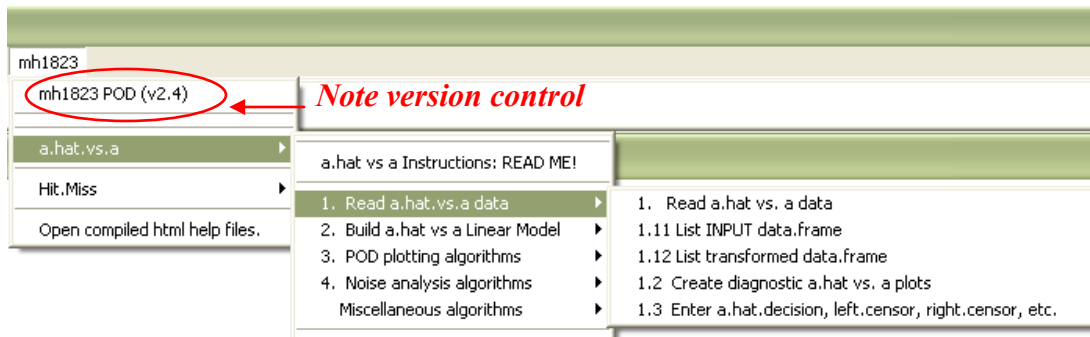 mh1823
mh1823 POD (v2.4)
Note version control
a.hat.vs.a
Hit.Miss
Open compiled html help files.
a.hat vs a Instructions: READ ME!
1. Read a.hat.vs.a data
2. Build a.hat vs a Linear Model
3. POD plotting algorithms
4. Noise analysis algorithms
Miscellaneous algorithms
1. Read a.hat vs. a data
1.11 List INPUT data.frame
1.12 List transformed data.frame
1.2 Create diagnostic a.hat vs. a plots
1.3 Enter a.hat.decision, left.censor, right.censor, etc.